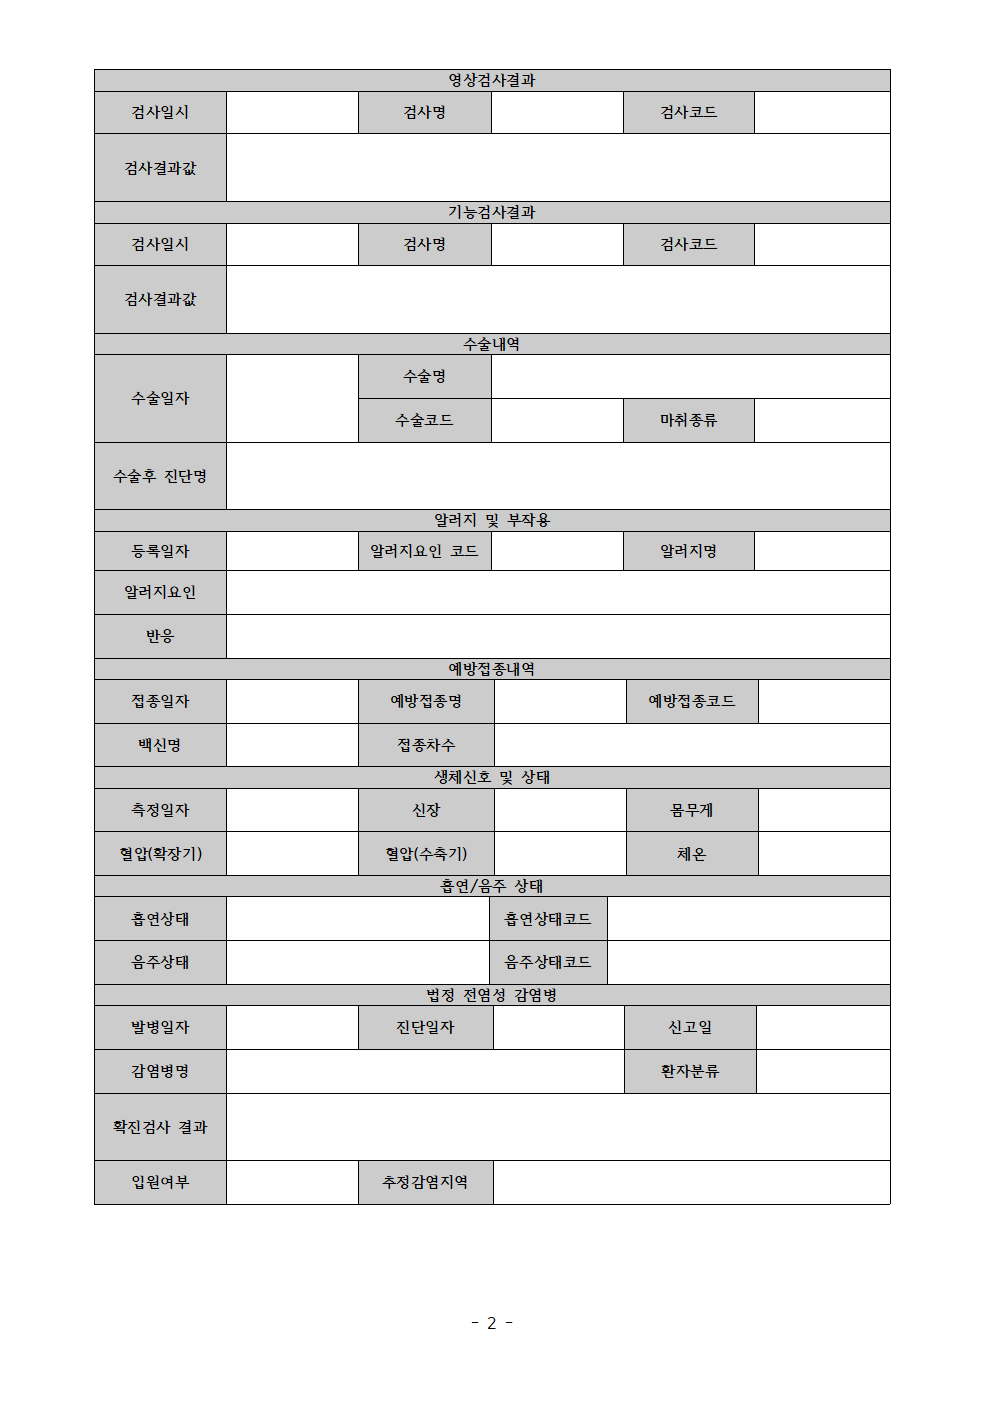 영상검사결과
검사일시 검사명 검사코드
검사결과값
기능검사결과
검사일시 검사명 검사코드
검사결과값
수술내역
수술일자 수술명
수술코드 마취종류
수술후 진단명
알러지 및 부작용
등록일자 알러지요인 코드 알러지명
알러지요인
반응
예방접종내역
접종일자 예방접종명 예방접종코드
백신명 접종차수
생체신호 및 상태
측정일자 신장 몸무게
혈압(확장기) 혈압(수축기) 체온
흡연/음주 상태
흡연상태 흡연상태코드
음주상태 음주상태코드
법정 전염성 감염병
발병일자 진단일자 신고일
감염병명 환자분류
확진검사 결과
입원여부 추정감염지역
- 2 -